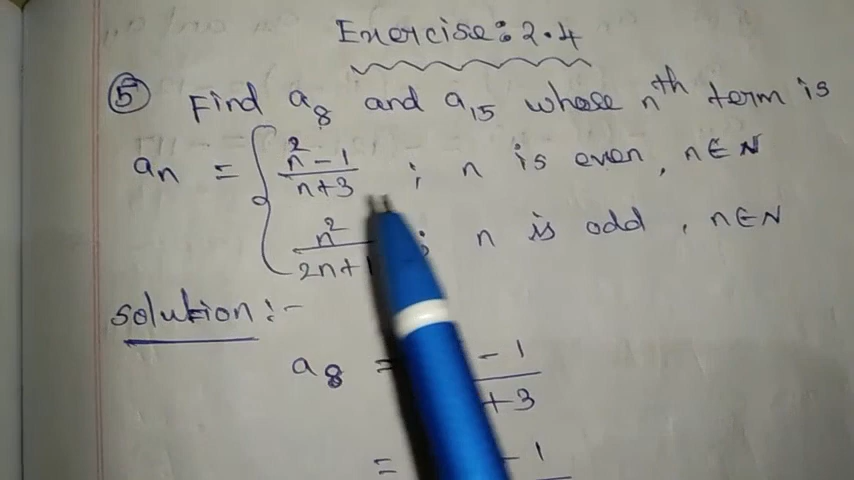 Exercise: 2.4
⑤ Find a₈ and a₁₅ whose nᵗʰ term is
aₙ = { n²-1 / n+3 ; n is even, n∈N
n² / 2n+1 ; n is odd, n∈N
Solution:-
a₈ = - 1 / +3
= - 1